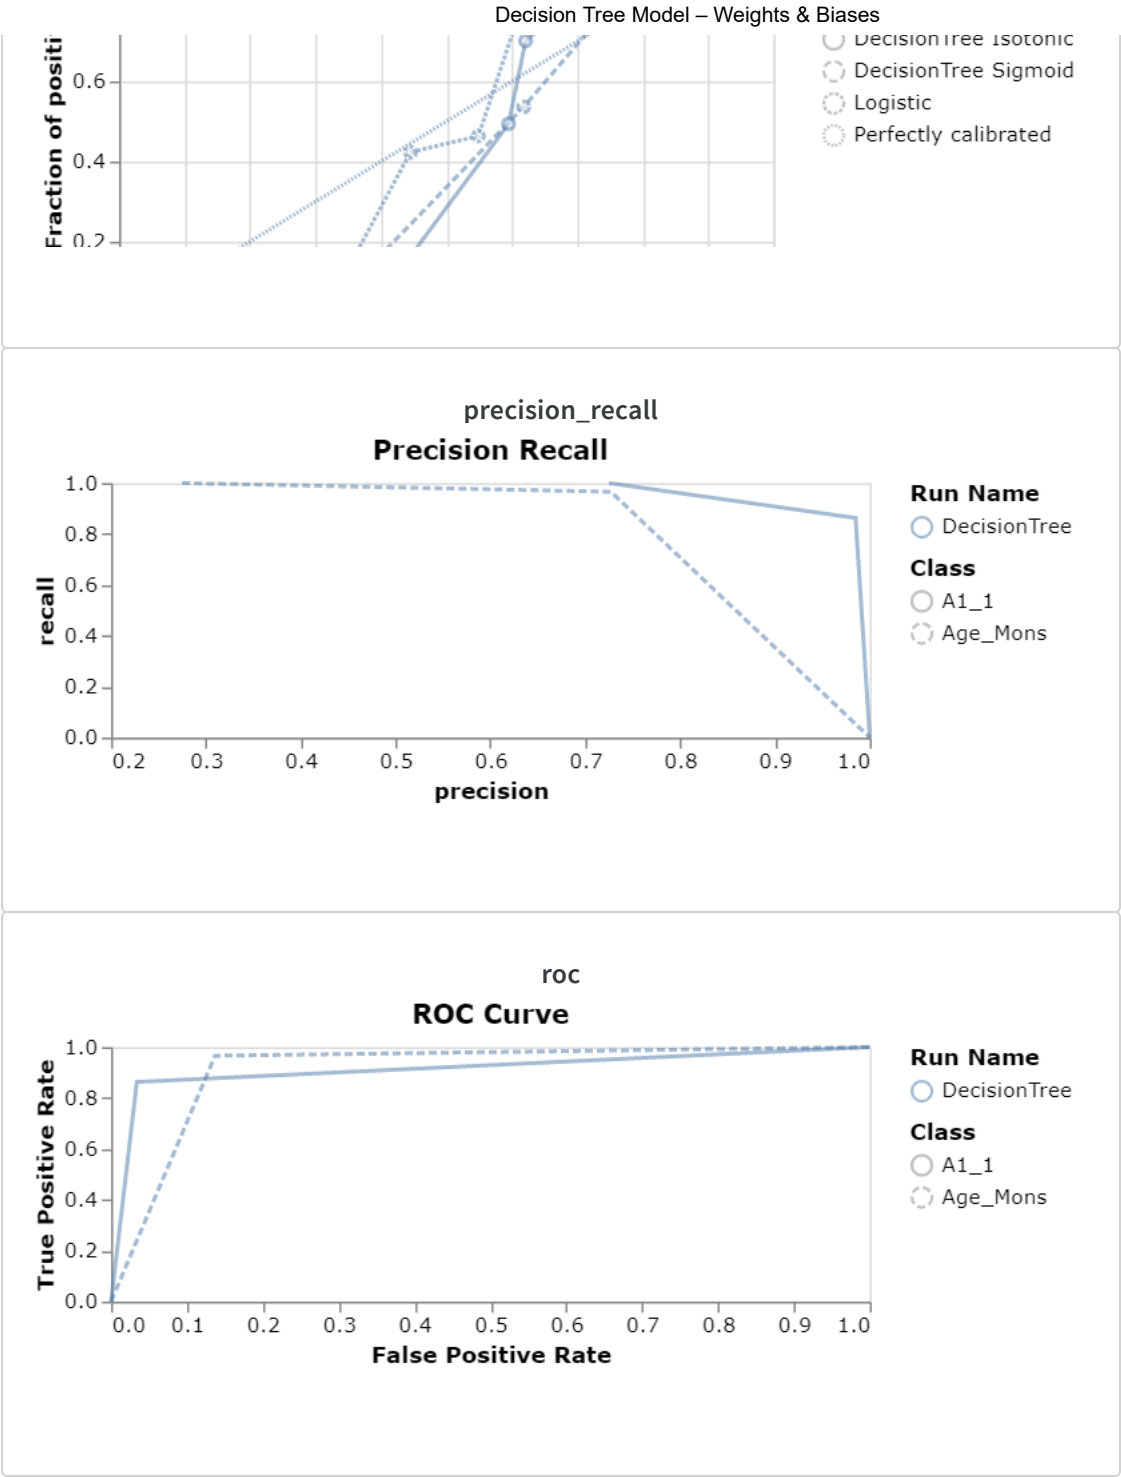 Decision Tree Model – Weights & Biases
Fraction of positi
0.6
0.4
0.2
DecisionTree Isotonic
DecisionTree Sigmoid
Logistic
Perfectly calibrated
precision_recall
Precision Recall
recall
1.0
0.8
0.6
0.4
0.2
0.0
0.2 0.3 0.4 0.5 0.6 0.7 0.8 0.9 1.0
precision
Run Name
DecisionTree
Class
A1_1
Age_Mons
roc
ROC Curve
True Positive Rate
1.0
0.8
0.6
0.4
0.2
0.0
0.0 0.1 0.2 0.3 0.4 0.5 0.6 0.7 0.8 0.9 1.0
False Positive Rate
Run Name
DecisionTree
Class
A1_1
Age_Mons